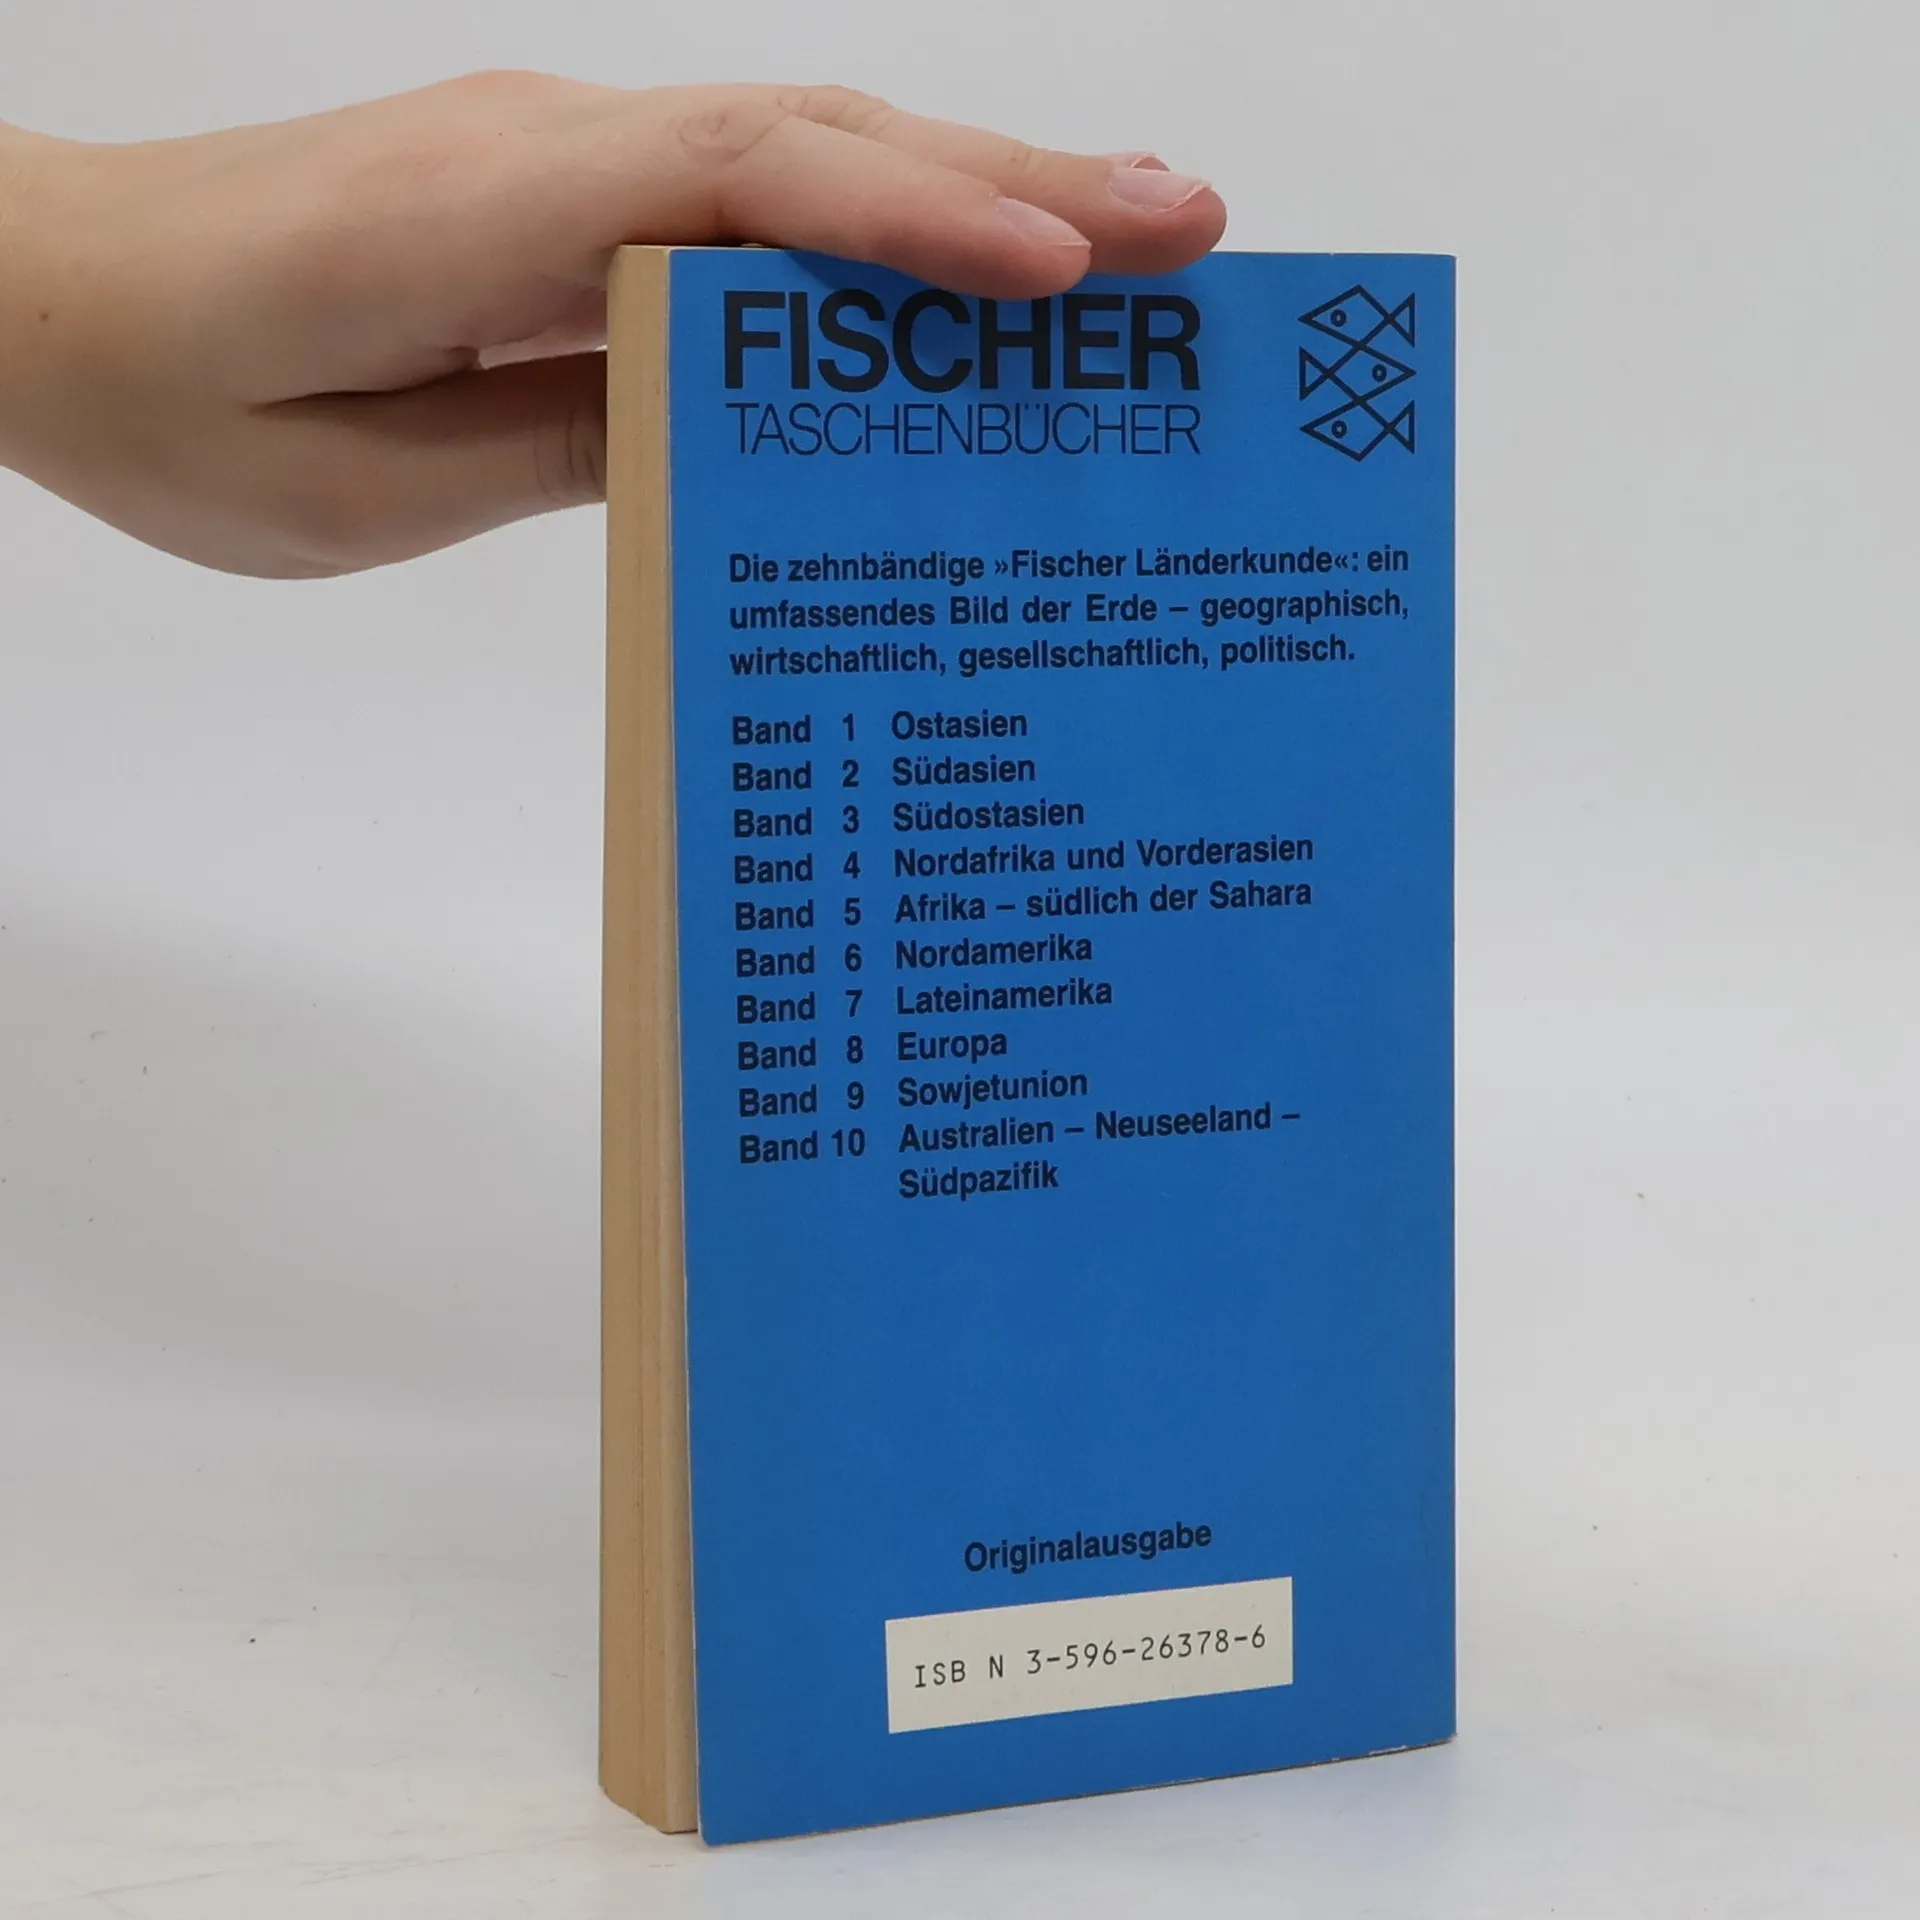 FISCHER
TASCHENBÜCHER
Die zehnbändige »Fischer Länderkunde«: ein
umfassendes Bild der Erde – geographisch,
wirtschaftlich, gesellschaftlich, politisch.
Band 1 Ostasien
Band 2 Südasien
Band 3 Südostasien
Band 4 Nordafrika und Vorderasien
Band 5 Afrika – südlich der Sahara
Band 6 Nordamerika
Band 7 Lateinamerika
Band 8 Europa
Band 9 Sowjetunion
Band 10 Australien – Neuseeland –
Südpazifik
Originalausgabe
ISB N 3-596-26378-6